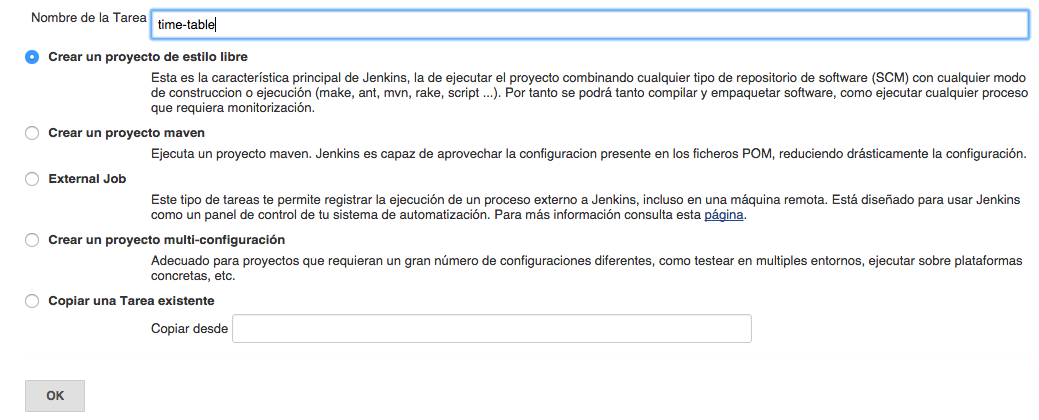 Nombre de la Tarea time-table
Crear un proyecto de estilo libre
Esta es la característica principal de Jenkins, la de ejecutar el proyecto combinando cualquier tipo de repositorio de software (SCM) con cualquier modo
de construccion o ejecución (make, ant, mvn, rake, script ...). Por tanto se podrá tanto compilar y empaquetar software, como ejecutar cualquier proceso
que requiera monitorización.
Crear un proyecto maven
Ejecuta un proyecto maven. Jenkins es capaz de aprovechar la configuracion presente en los ficheros POM, reduciendo drásticamente la configuración.
External Job
Este tipo de tareas te permite registrar la ejecución de un proceso externo a Jenkins, incluso en una máquina remota. Está diseñado para usar Jenkins
como un panel de control de tu sistema de automatización. Para más información consulta esta página.
Crear un proyecto multi-configuración
Adecuado para proyectos que requieran un gran número de configuraciones diferentes, como testear en multiples entornos, ejecutar sobre plataformas
concretas, etc.
Copiar una Tarea existente
Copiar desde
OK